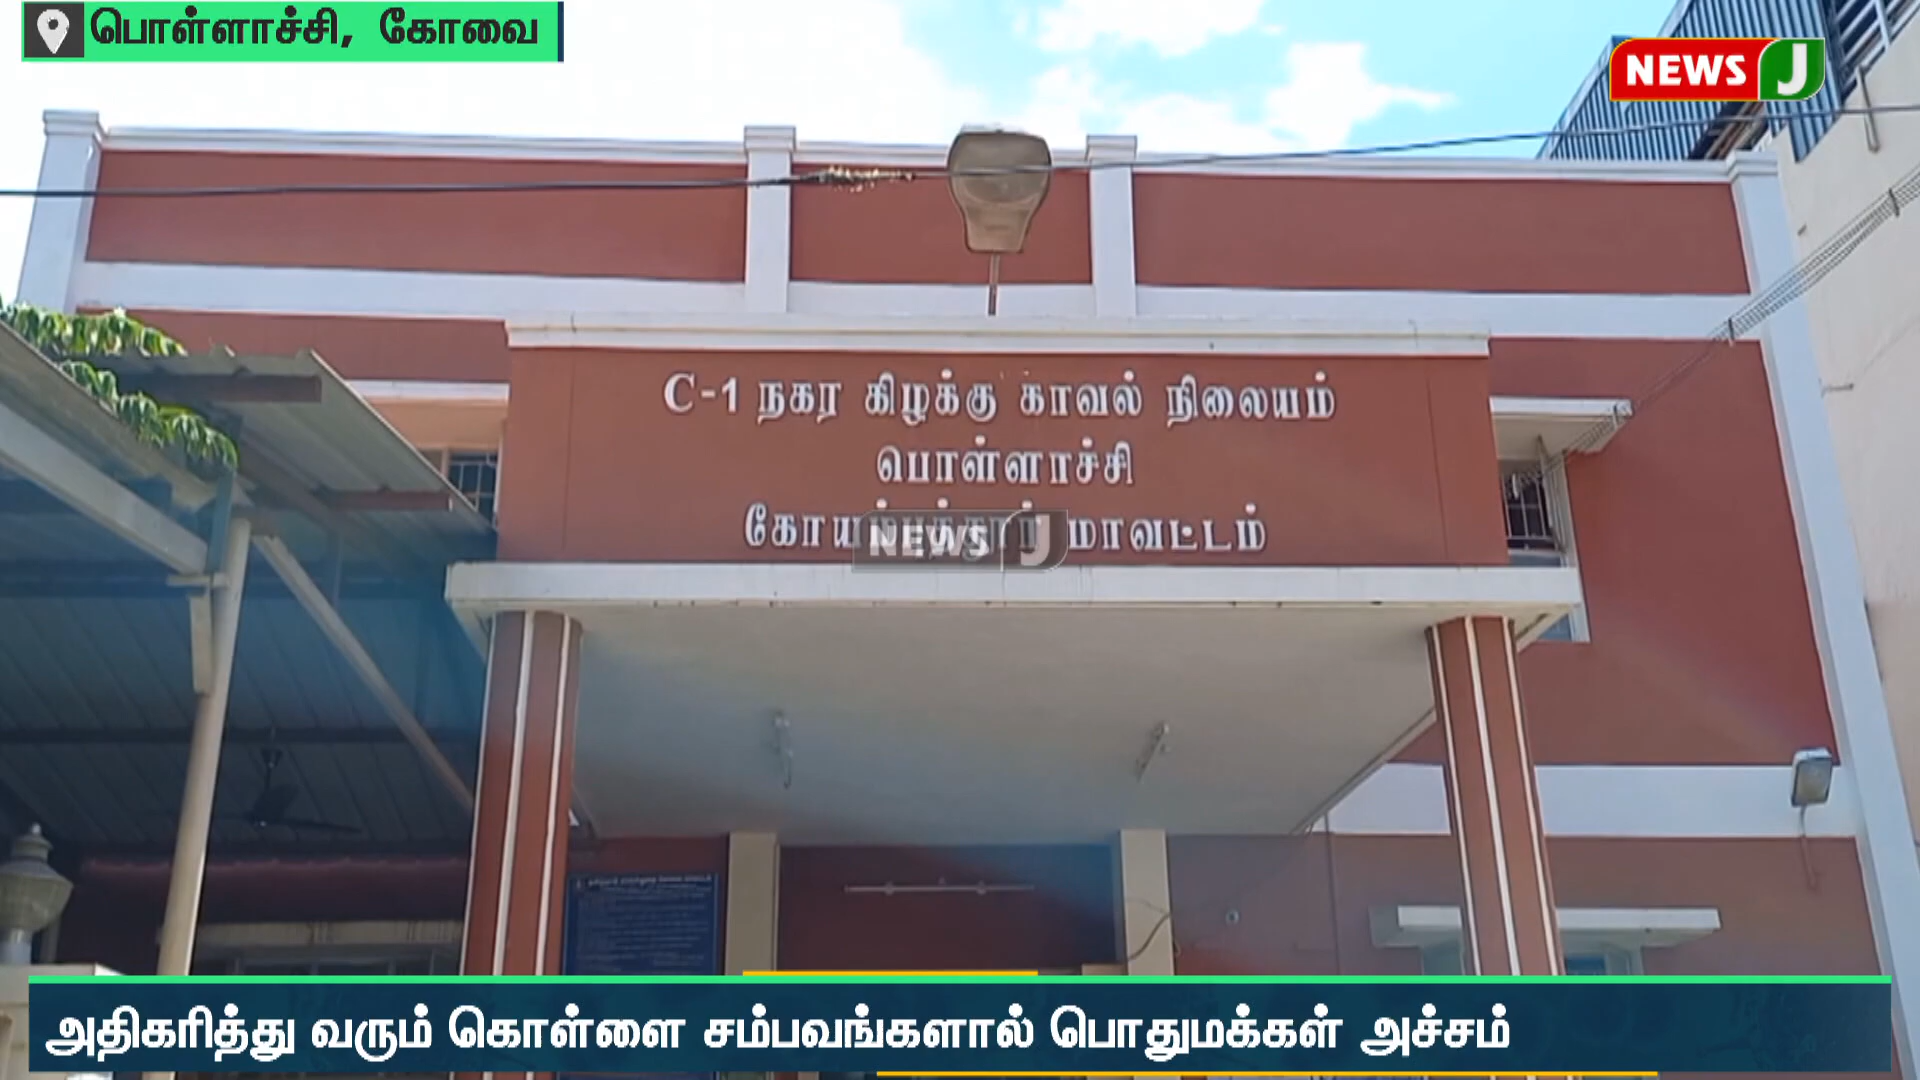 பொள்ளாச்சி, கோவை
NEWS J
C-1 நகர கிழக்கு காவல் நிலையம்
பொள்ளாச்சி
கோயம்புத்தூர் மாவட்டம்
NEWS J
அதிகரித்து வரும் கொள்ளை சம்பவங்களால் பொதுமக்கள் அச்சம்